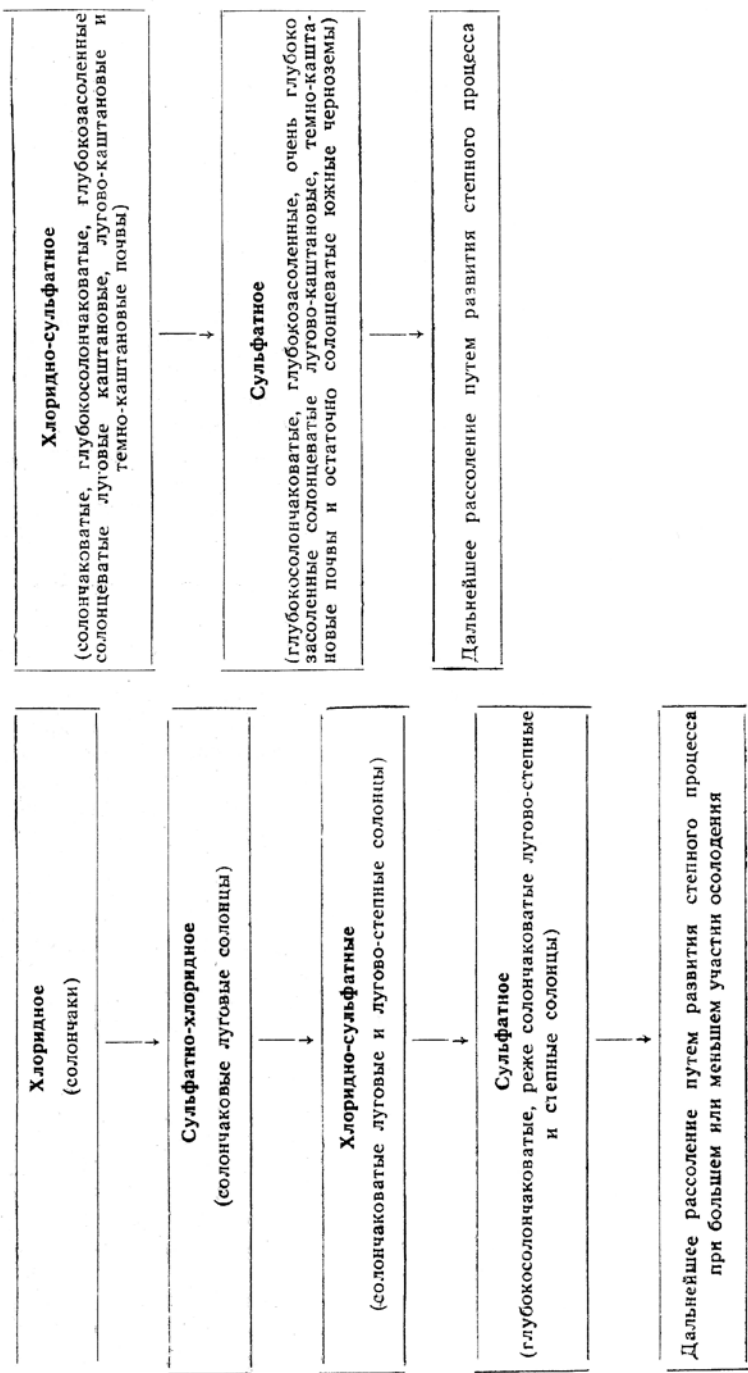 Хлоридное
(солончаки)
Сульфатно-хлоридное
(солончаковые луговые солонцы)
Хлоридно-сульфатные
(солончаковатые луговые и лугово-степные солонцы)
Сульфатное
(глубокосолончаковатые, реже солончаковатые лугово-степные
и степные солонцы)
Дальнейшее рассоление путем развития степного процесса
при большем или меньшем участии осолодения
Хлоридно-сульфатное
(солончаковатые, глубокосолончаковатые, глубокозасоленные
солонцеватые луговые каштановые, лугово-каштановые и
темно-каштановые почвы)
Сульфатное
(глубокосолончаковатые, глубокозасоленные, очень глубоко
засоленные солонцеватые лугово-каштановые, темно-кашта-
новые почвы и остаточно солонцеватые южные черноземы)
Дальнейшее рассоление путем развития степного процесса